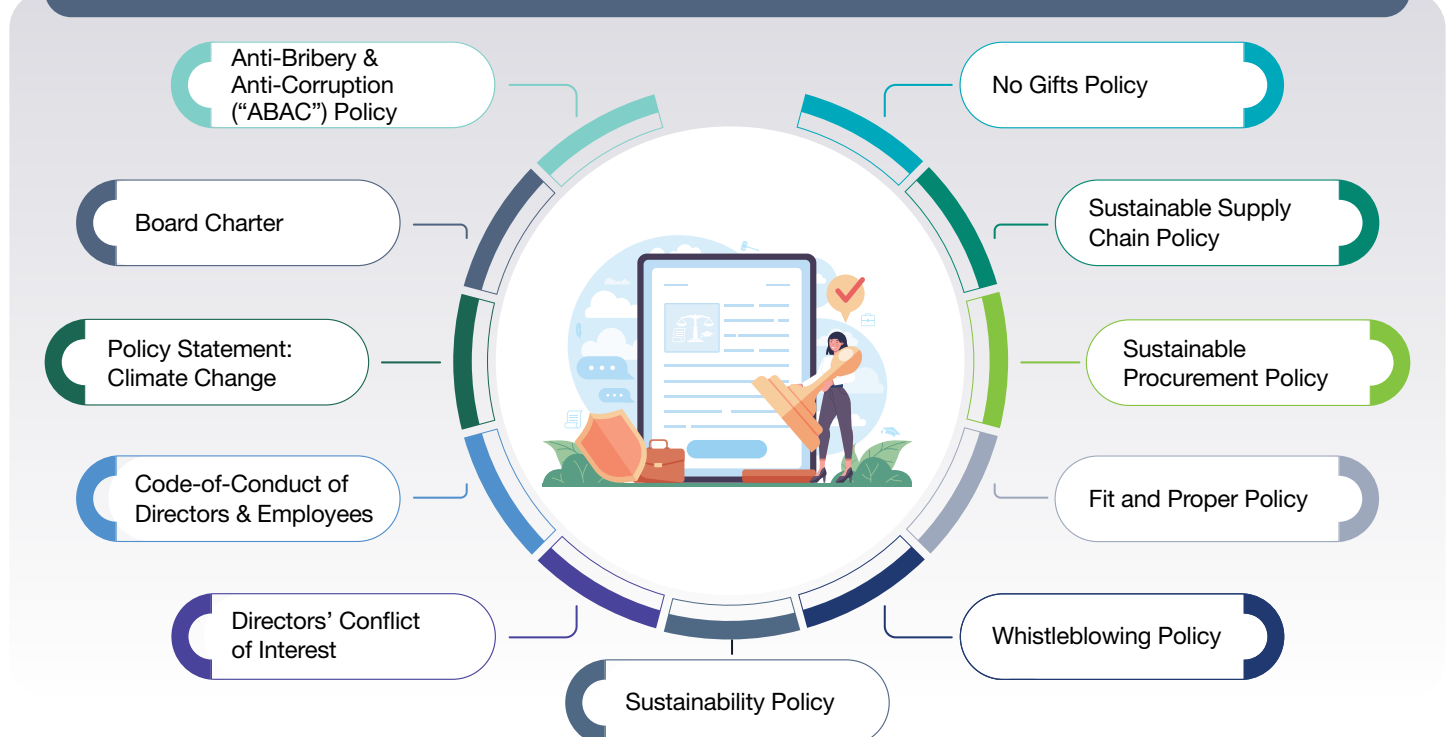 Anti-Bribery &
Anti-Corruption
(“ABAC”) Policy
Board Charter
Policy Statement:
Climate Change
Code-of-Conduct of
Directors & Employees
Directors’ Conflict
of Interest
Sustainability Policy
No Gifts Policy
Sustainable Supply
Chain Policy
Sustainable
Procurement Policy
Fit and Proper Policy
Whistleblowing Policy